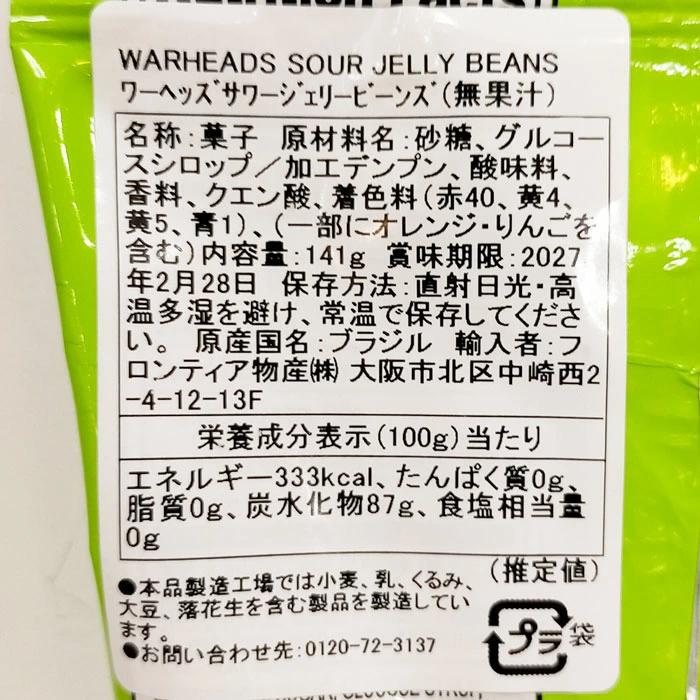 WARHEADS SOUR JELLY BEANS
ワーヘッズサワージェリービーンズ(無果汁)
名称:菓子 原材料名:砂糖、グルコー
スシロップ/加工デンプン、酸味料、
香料、クエン酸、着色料(赤40、黄4、
黄5、青1)、(一部にオレンジ・りんごを
含む)内容量:141g 賞味期限:2027
年2月28日 保存方法:直射日光・高
温多湿を避け、常温で保存してくださ
い。 原産国名:ブラジル 輸入者:フ
ロンティア物産㈱ 大阪市北区中崎西2
-4-12-13F
栄養成分表示(100g)当たり
エネルギー333kcal、たんぱく質0g、
脂質0g、炭水化物87g、食塩相当量
0g
(推定値)
●本品製造工場では小麦、乳、くるみ、
大豆、落花生を含む製品を製造してい
ます。
●お問い合わせ先:0120-72-3137
プラ 袋